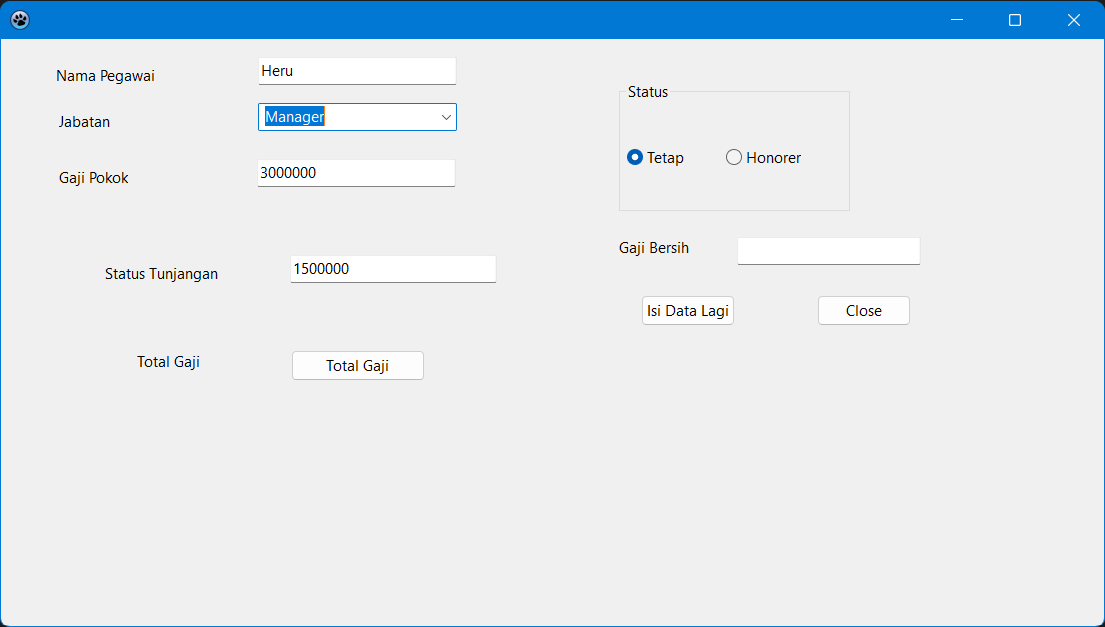 Nama Pegawai
Heru
Jabatan
Manager
Gaji Pokok
3000000
Status Tunjangan
1500000
Total Gaji
Total Gaji
Status
Tetap
Honorer
Gaji Bersih
Isi Data Lagi
Close